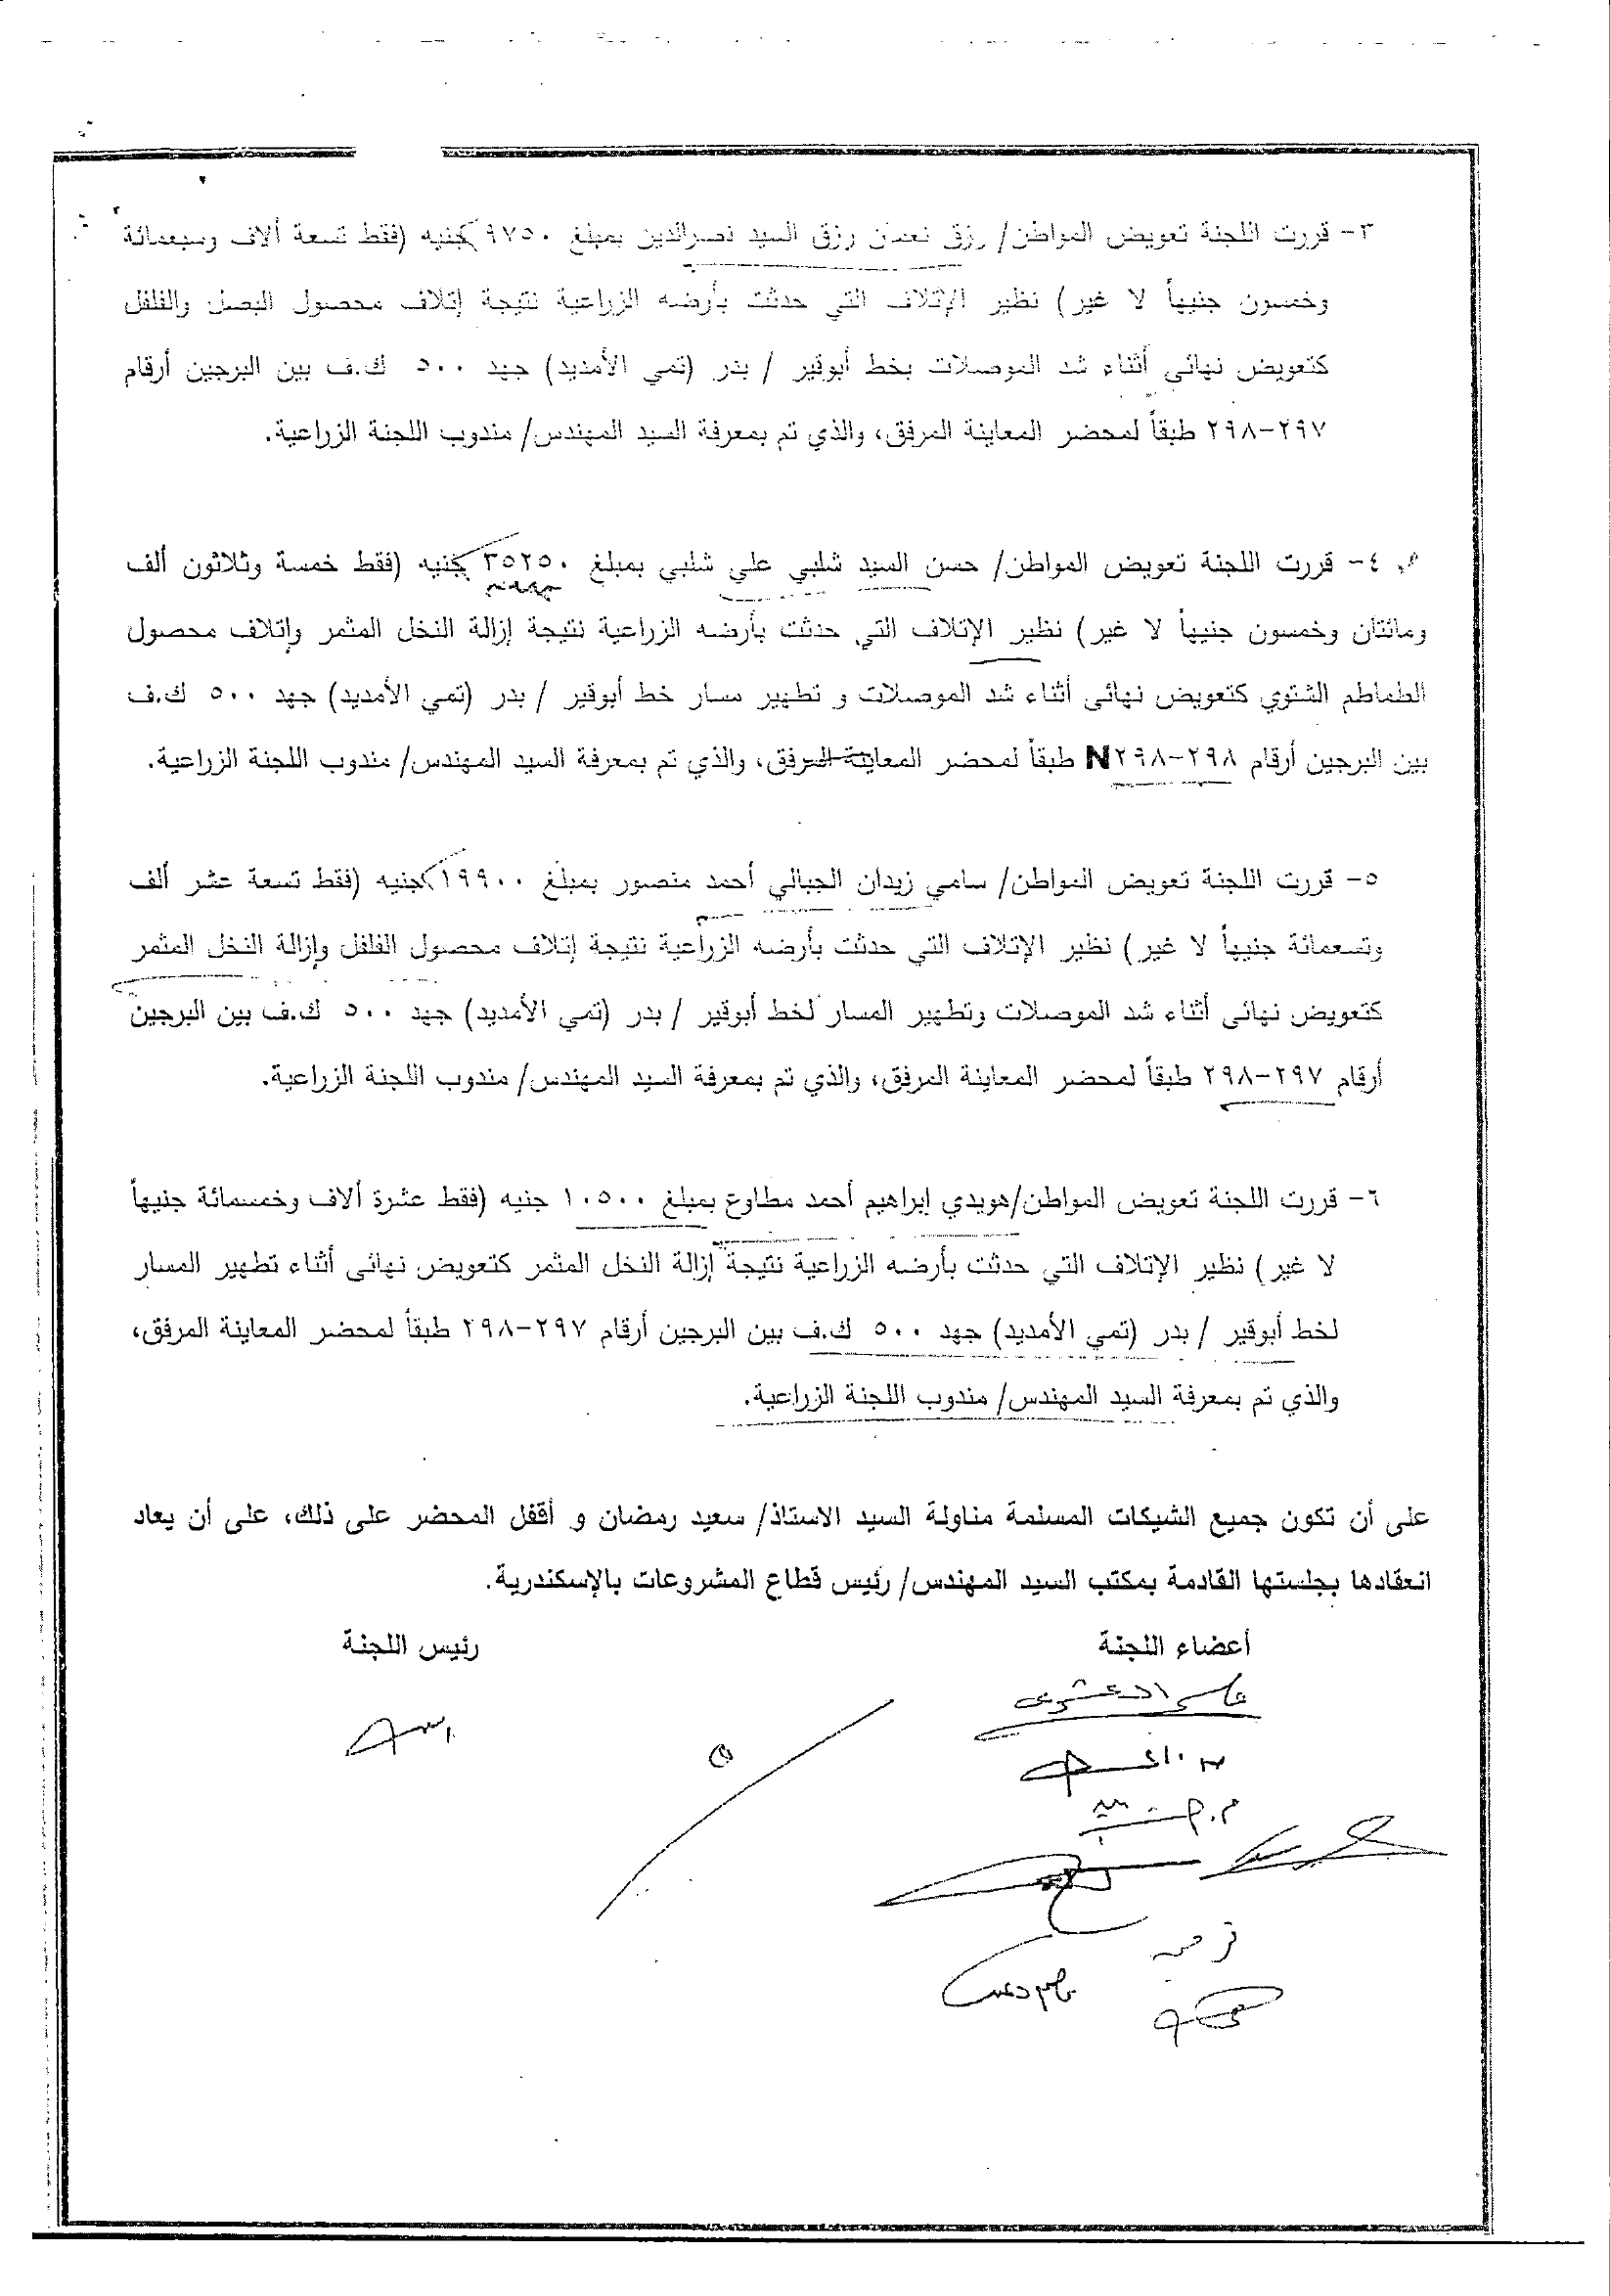 ٣- قررت اللجنة تعويض المواطن/ رزق نعمان رزق السيد نصرالدين بمبلغ ٩٧٥٠ جنيه (فقط تسعة ألاف وسبعمائة
وخمسون جنيهاً لا غير) نظير الإتلاف التي حدثت بأرضه الزراعية نتيجة إتلاف محصول البصل والفلفل
كتعويض نهائى أثناء شد الموصلات بخط أبوقير / بدر (تمي الأمديد) جهد ٥٠٠ ك.ف بين البرجين أرقام
٢٩٧-٢٩٨ طبقاً لمحضر المعاينة المرفق، والذي تم بمعرفة السيد المهندس/ مندوب اللجنة الزراعية.
٤- قررت اللجنة تعويض المواطن/ حسن السيد شلبي علي شلبي بمبلغ ٣٥٢٥٠ جنيه (فقط خمسة وثلاثون ألف
ومائتان وخمسون جنيهاً لا غير) نظير الإتلاف التي حدثت بأرضه الزراعية نتيجة إزالة النخل المثمر وإتلاف محصول
الطماطم الشتوي كتعويض نهائى أثناء شد الموصلات و تطهير مسار خط أبوقير / بدر (تمي الأمديد) جهد ٥٠٠ ك.ف
بين البرجين أرقام ٢٩٨-٢٩٨N طبقاً لمحضر المعاينة المرفق، والذي تم بمعرفة السيد المهندس/ مندوب اللجنة الزراعية.
٥- قررت اللجنة تعويض المواطن/ سامي زيدان الجبالي أحمد منصور بمبلغ ١٩٩٠٠ جنيه (فقط تسعة عشر ألف
وتسعمائة جنيهاً لا غير) نظير الإتلاف التي حدثت بأرضه الزراعية نتيجة إتلاف محصول الفلفل وإزالة النخل المثمر
كتعويض نهائى أثناء شد الموصلات وتطهير المسار لخط أبوقير / بدر (تمي الأمديد) جهد ٥٠٠ ك.ف بين البرجين
أرقام ٢٩٧-٢٩٨ طبقاً لمحضر المعاينة المرفق، والذي تم بمعرفة السيد المهندس/ مندوب اللجنة الزراعية.
٦- قررت اللجنة تعويض المواطن/هويدي إبراهيم أحمد مطاوع بمبلغ ١٠٥٠٠ جنيه (فقط عشرة ألاف وخمسمائة جنيهاً
لا غير) نظير الإتلاف التي حدثت بأرضه الزراعية نتيجة إزالة النخل المثمر كتعويض نهائى أثناء تطهير المسار
لخط أبوقير / بدر (تمي الأمديد) جهد ٥٠٠ ك.ف بين البرجين أرقام ٢٩٧-٢٩٨ طبقاً لمحضر المعاينة المرفق،
والذي تم بمعرفة السيد المهندس/ مندوب اللجنة الزراعية.
على أن تكون جميع الشيكات المسلمة مناولة السيد الاستاذ/ سعيد رمضان و أقفل المحضر على ذلك، على أن يعاد
انعقادها بجلستها القادمة بمكتب السيد المهندس/ رئيس قطاع المشروعات بالإسكندرية.
أعضاء اللجنة
رئيس اللجنة